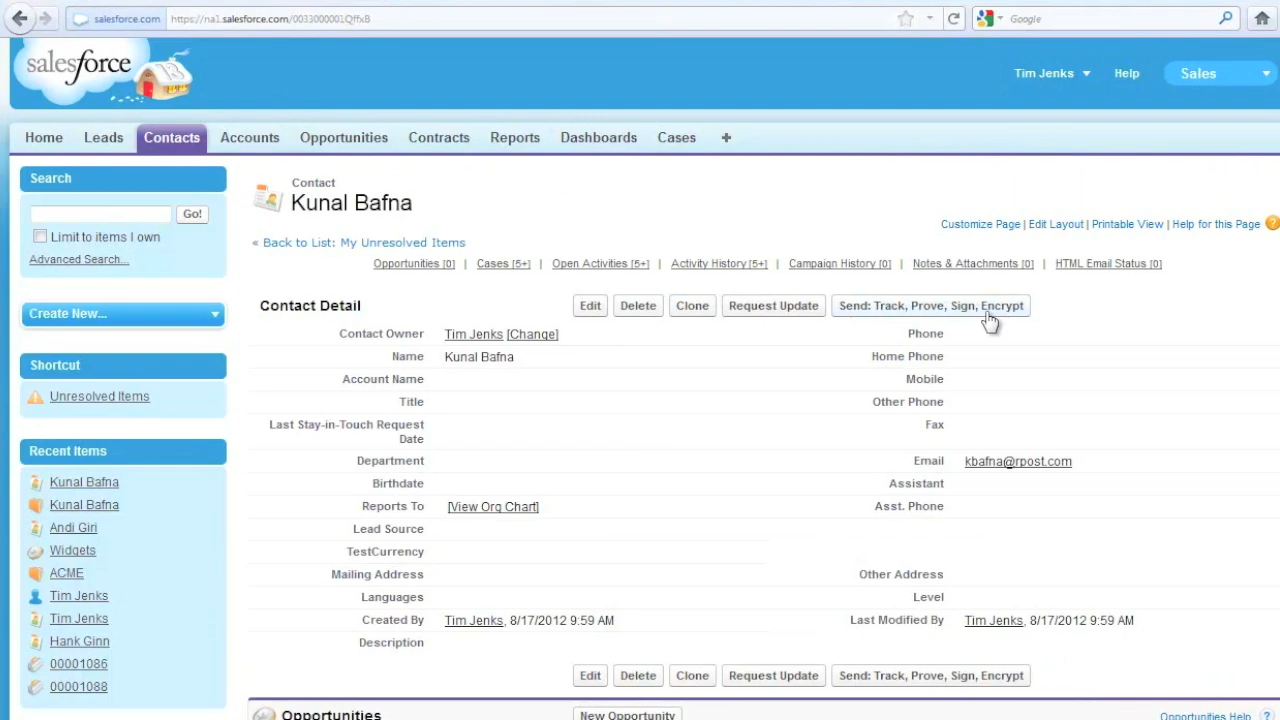 salesforce.com https://na1.salesforce.com/0033000001QffxB Google
salesforce
Tim Jenks Help Sales
Home Leads Contacts Accounts Opportunities Contracts Reports Dashboards Cases +
Search
Go!
Limit to items I own
Advanced Search...
Create New...
Shortcut
Unresolved Items
Recent Items
Kunal Bafna
Kunal Bafna
Andi Giri
Widgets
ACME
Tim Jenks
Tim Jenks
Hank Ginn
00001086
00001088
Contact
Kunal Bafna
Customize Page | Edit Layout | Printable View | Help for this Page ?
« Back to List: My Unresolved Items
Opportunities [0] | Cases [5+] | Open Activities [5+] | Activity History [5+] | Campaign History [0] | Notes & Attachments [0] | HTML Email Status [0]
Contact Detail Edit Delete Clone Request Update Send: Track, Prove, Sign, Encrypt
Contact Owner Tim Jenks [Change] Phone
Name Kunal Bafna Home Phone
Account Name Mobile
Title Other Phone
Last Stay-in-Touch Request Fax
Date
Department Email kbafna@rpost.com
Birthdate Assistant
Reports To [View Org Chart] Asst. Phone
Lead Source
TestCurrency
Mailing Address Other Address
Languages Level
Created By Tim Jenks, 8/17/2012 9:59 AM Last Modified By Tim Jenks, 8/17/2012 9:59 AM
Description
Edit Delete Clone Request Update Send: Track, Prove, Sign, Encrypt
Opportunities New Opportunity Opportunities Help ?